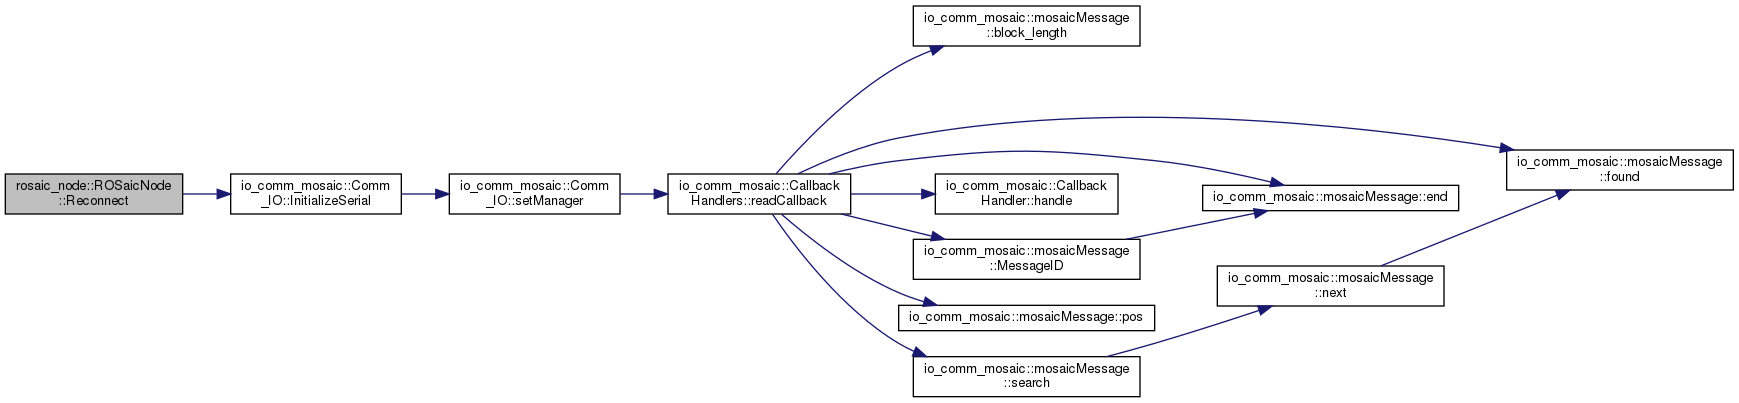 rosaic_node::ROSaicNode
::Reconnect
io_comm_mosaic::Comm
_IO::InitializeSerial
io_comm_mosaic::Comm
_IO::setManager
io_comm_mosaic::Callback
Handlers::readCallback
io_comm_mosaic::mosaicMessage
::block_length
io_comm_mosaic::Callback
Handler::handle
io_comm_mosaic::mosaicMessage
::MessageID
io_comm_mosaic::mosaicMessage::pos
io_comm_mosaic::mosaicMessage
::search
io_comm_mosaic::mosaicMessage::end
io_comm_mosaic::mosaicMessage
::next
io_comm_mosaic::mosaicMessage
::found